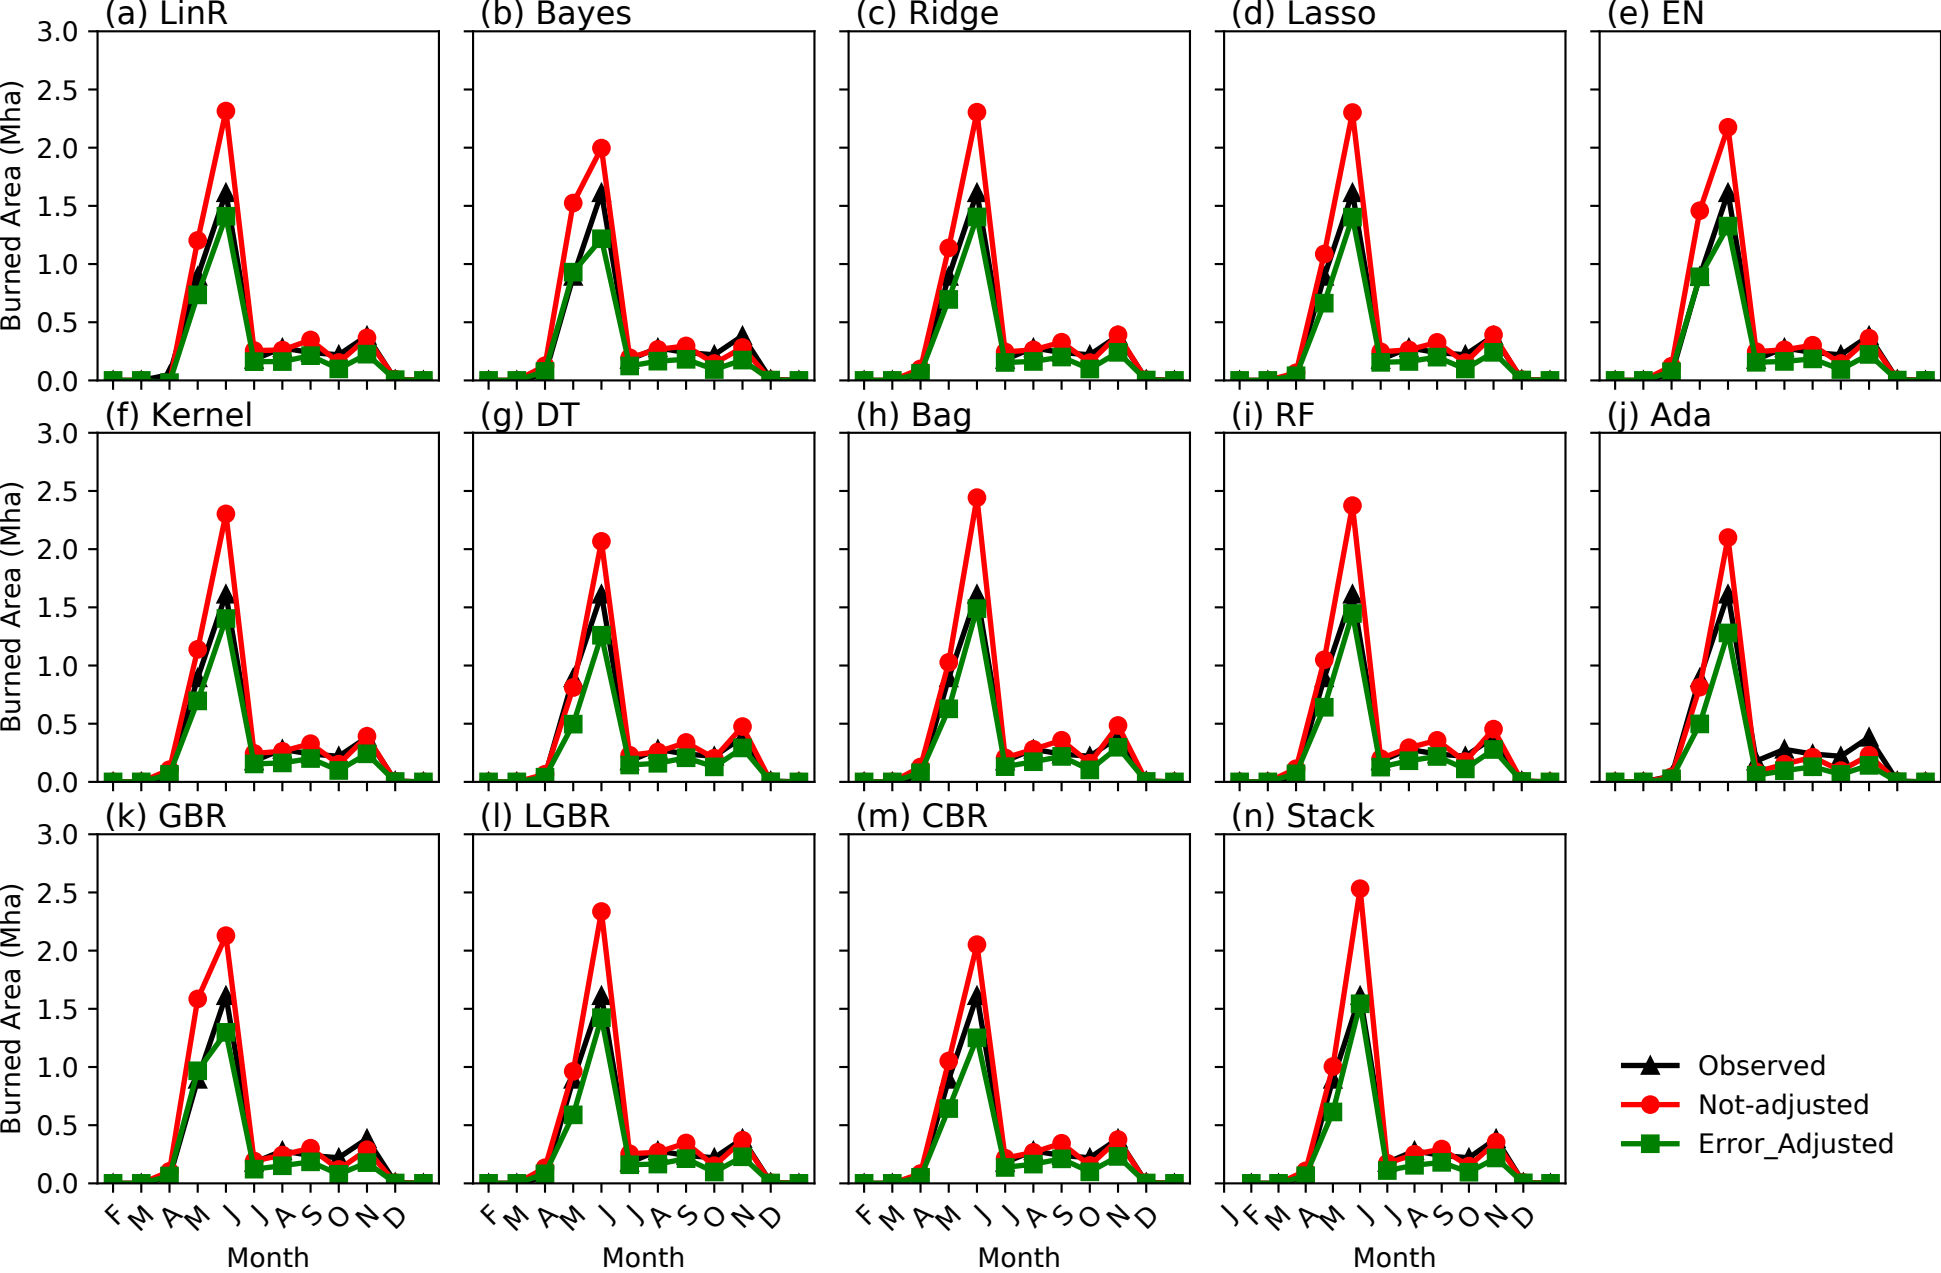 (a) LinR (b) Bayes (c) Ridge (d) Lasso (e) EN
3.0
2.5
2.0
1.5
1.0
0.5
0.0
Burned Area (Mha)
(f) Kernel (g) DT (h) Bag (i) RF (j) Ada
3.0
2.5
2.0
1.5
1.0
0.5
0.0
Burned Area (Mha)
(k) GBR (l) LGBR (m) CBR (n) Stack
3.0
2.5
2.0
1.5
1.0
0.5
0.0
Burned Area (Mha)
F M A M J J A S O N D
F M A M J J A S O N D
F M A M J J A S O N D
J F M A M J J A S O N D
Month Month Month Month
Observed
Not-adjusted
Error_Adjusted